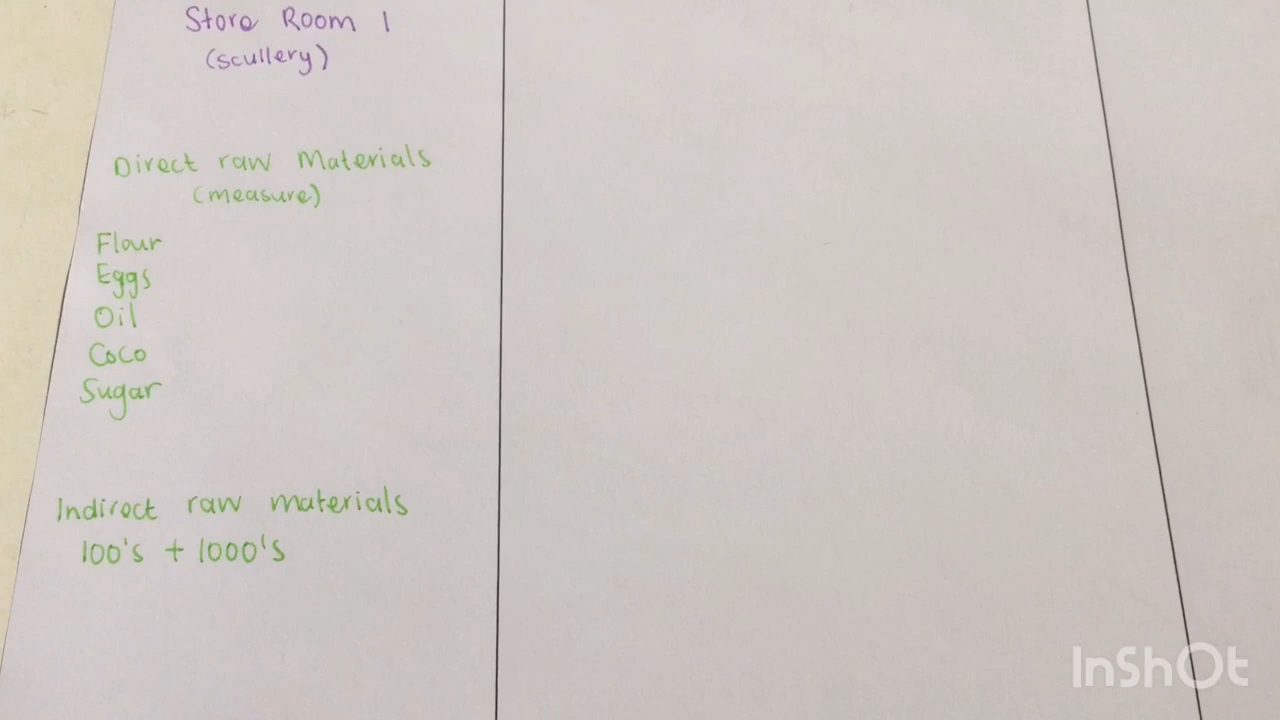 Store Room 1
(scullery)
Direct raw Materials
(measure)
Flour
Eggs
Oil
CoCo
Sugar
Indirect raw materials
100's + 1000's
InShOt